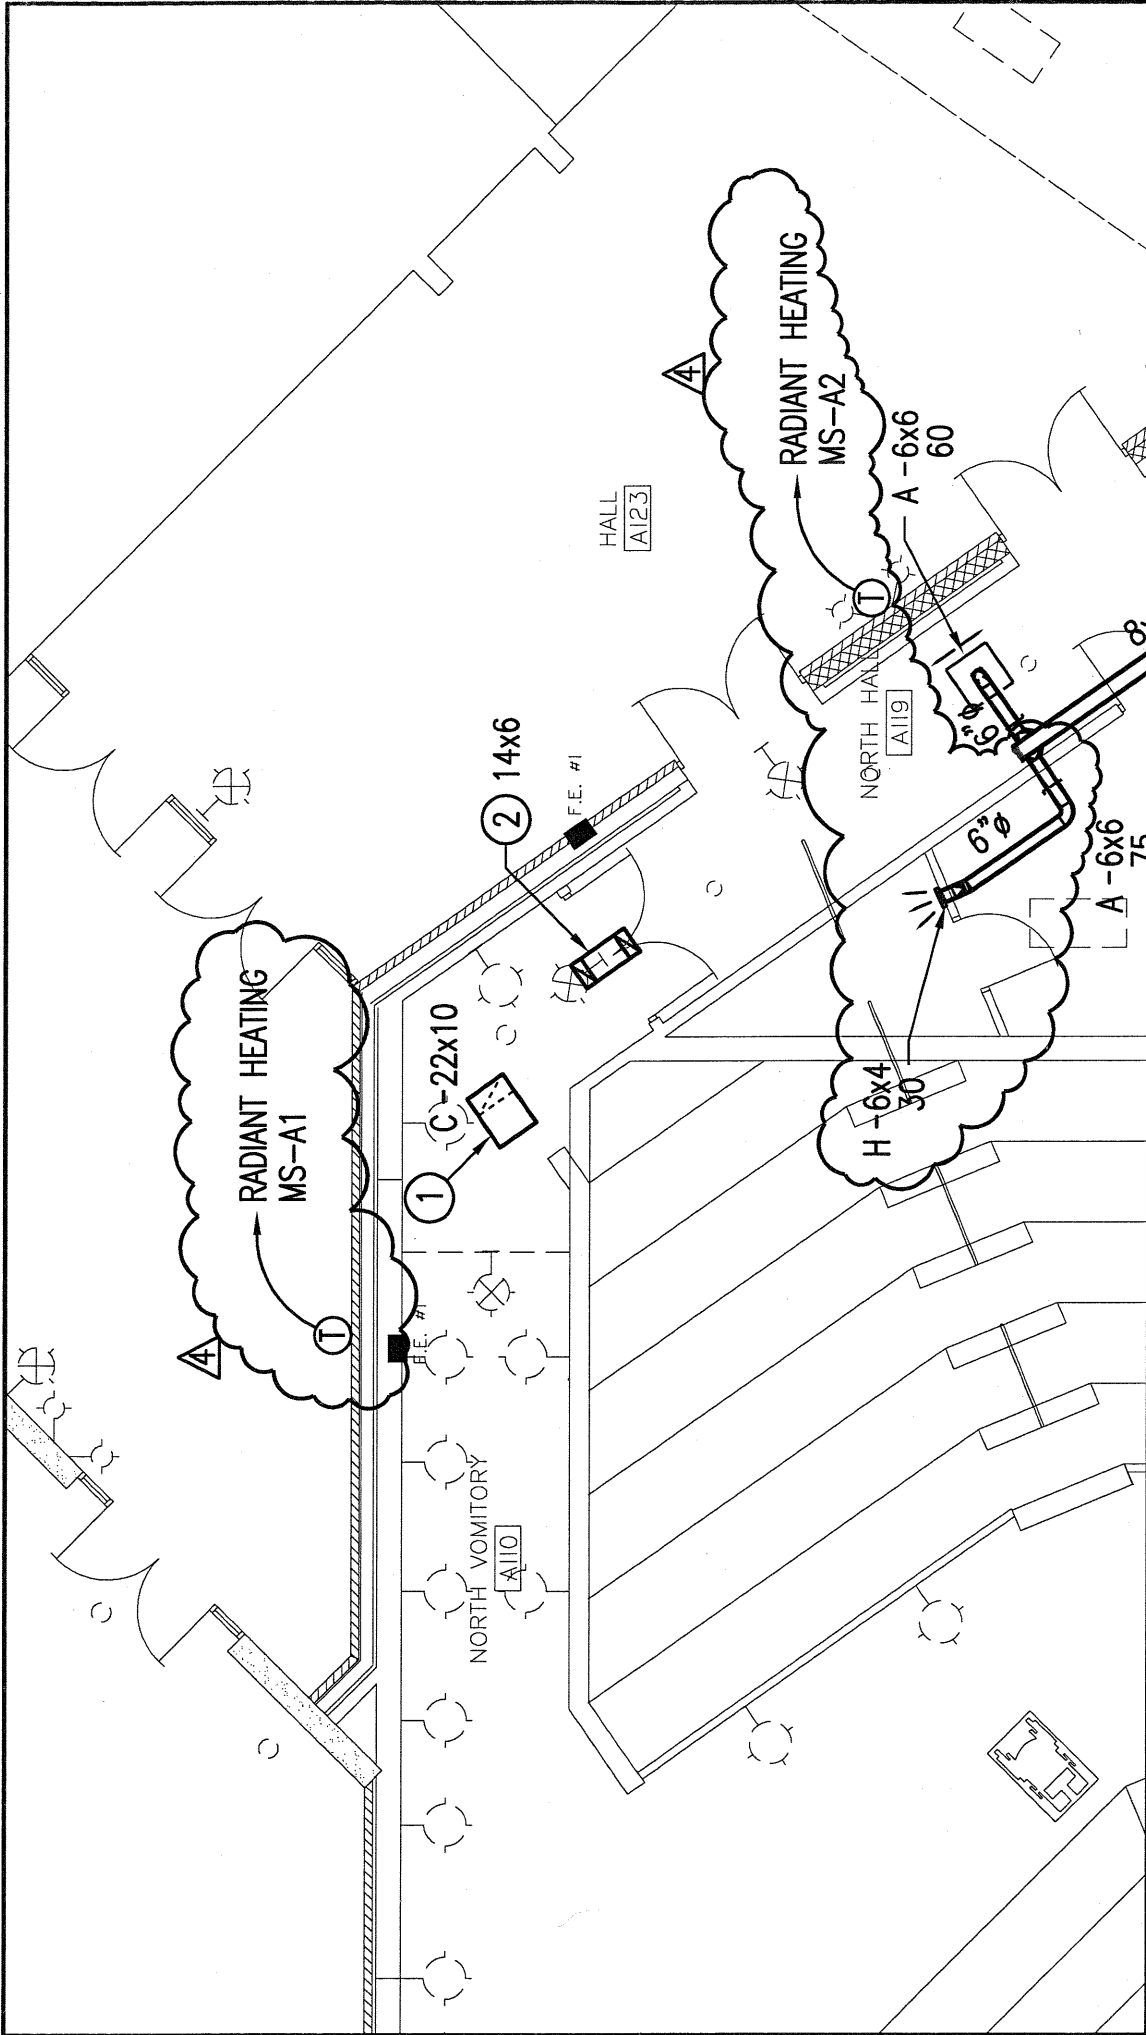 4
RADIANT HEATING
MS-A1
T
F.E. #1
1
C -22x10
2
14x6
F.E. #1
NORTH VOMITORY
A110
HALL
A123
4
RADIANT HEATING
MS-A2
T
A -6x6
60
NORTH HALL
A119
6"ø
6"ø
H -6x4
30
A -6x6
75